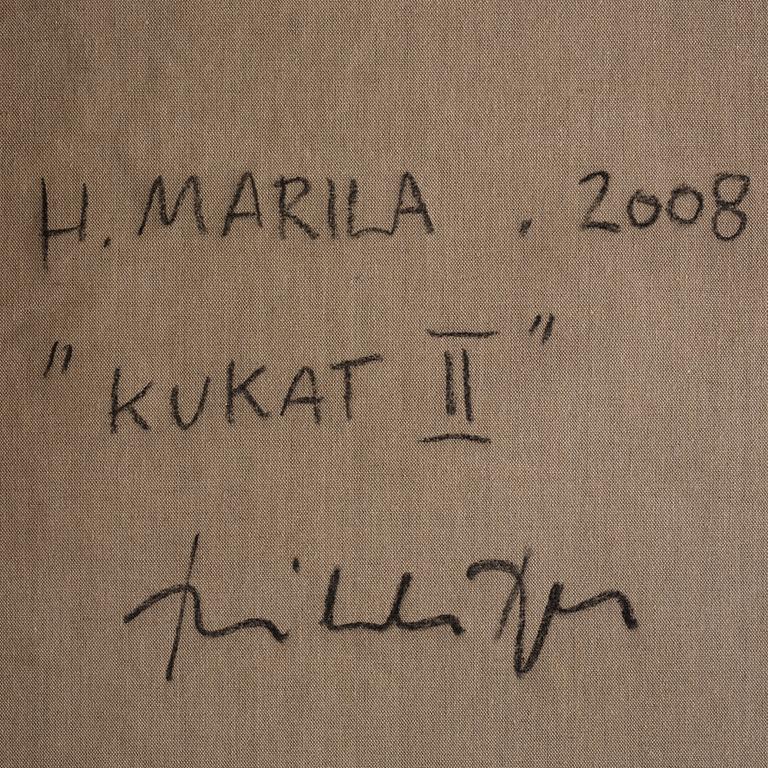 H. MARILA . 2008
"KUKAT II"